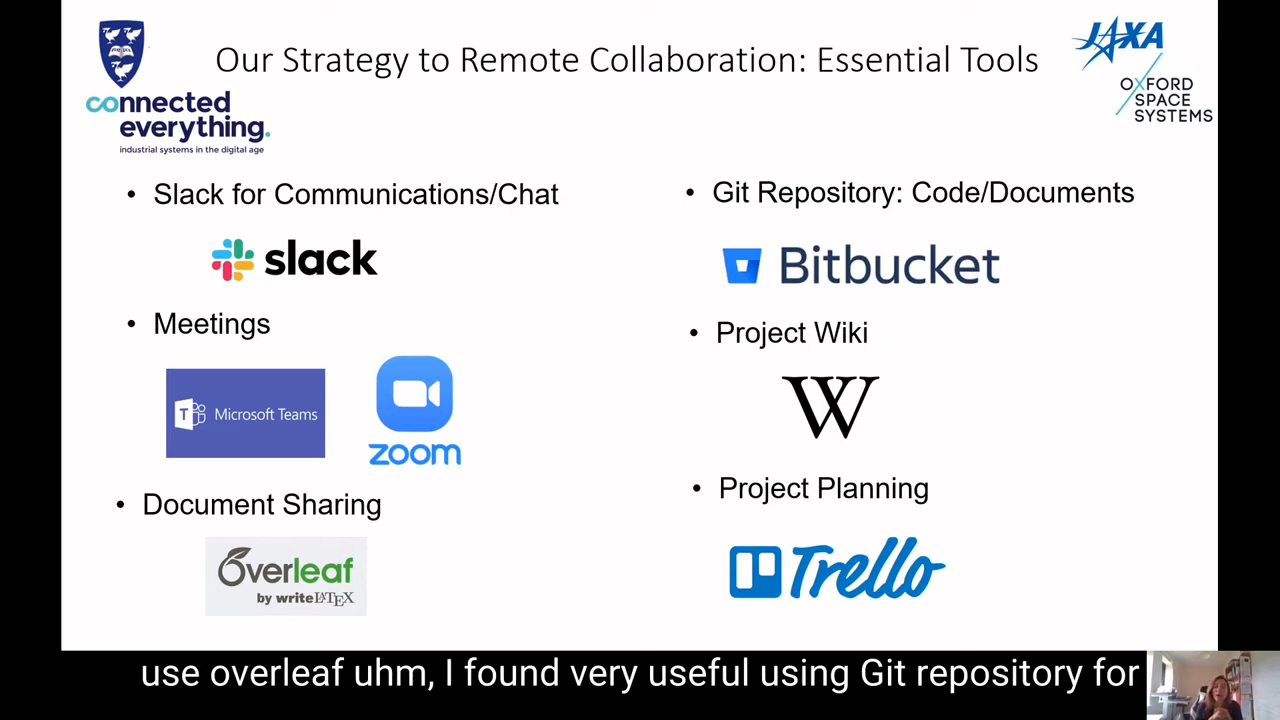 Our Strategy to Remote Collaboration: Essential Tools
connected
everything.
industrial systems in the digital age
JAXA
OXFORD
SPACE
SYSTEMS
• Slack for Communications/Chat
slack
• Meetings
T Microsoft Teams
zoom
• Document Sharing
Overleaf
by writeLATEX
• Git Repository: Code/Documents
Bitbucket
• Project Wiki
W
• Project Planning
Trello
use overleaf uhm, I found very useful using Git repository for